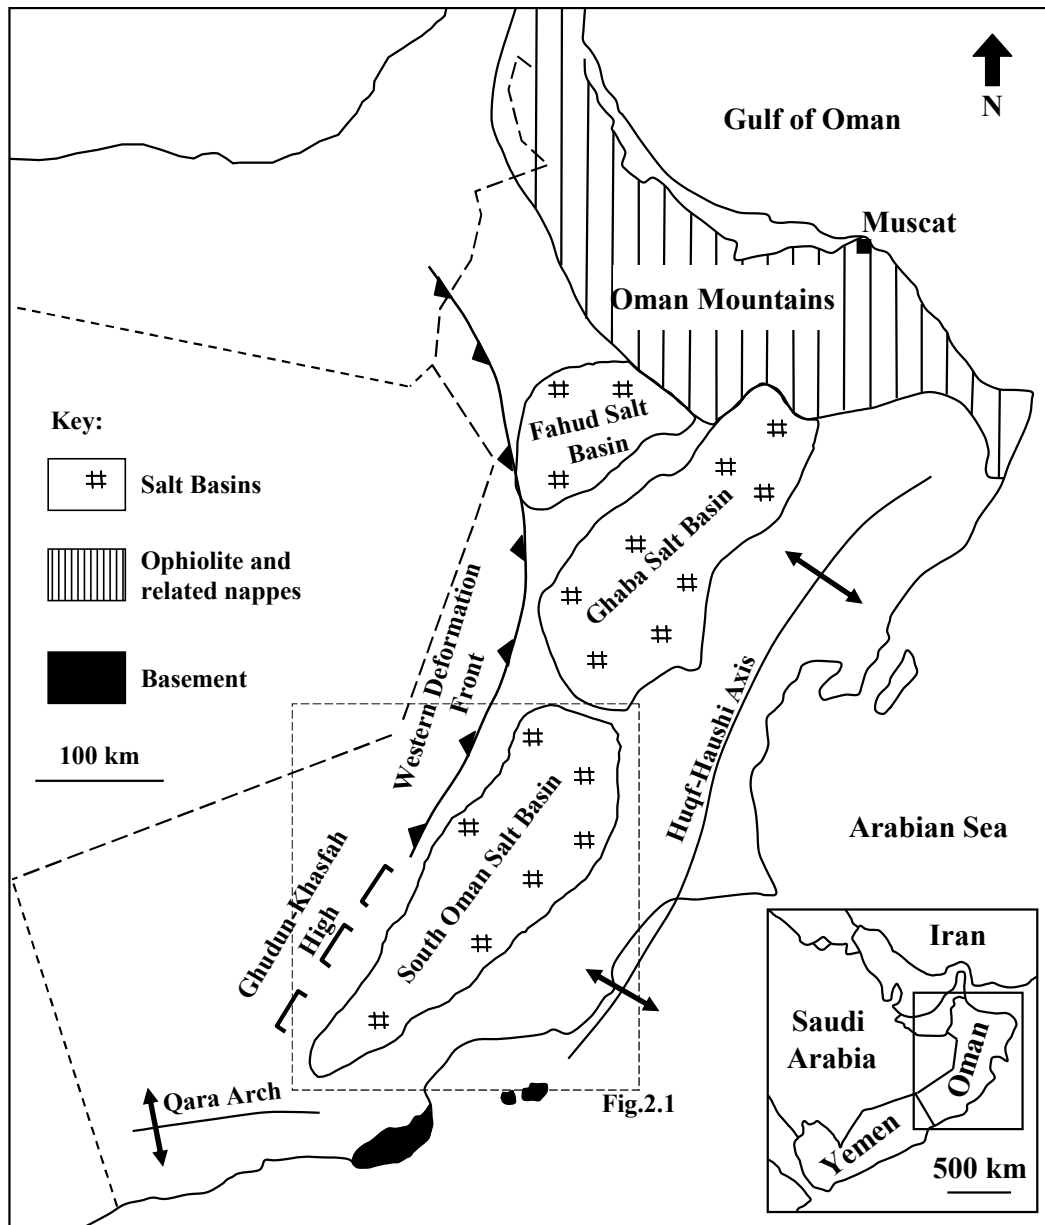 N
Gulf of Oman
Muscat
Oman Mountains
Fahud Salt
Basin
Key:
Salt Basins
Ophiolite and
related nappes
Basement
100 km
Ghaba Salt Basin
Western Deformation
Front
Huqf-Haushi Axis
South Oman Salt Basin
Ghudun-Khasfah
High
Arabian Sea
Qara Arch
Fig.2.1
Iran
Saudi
Arabia
Oman
Yemen
500 km